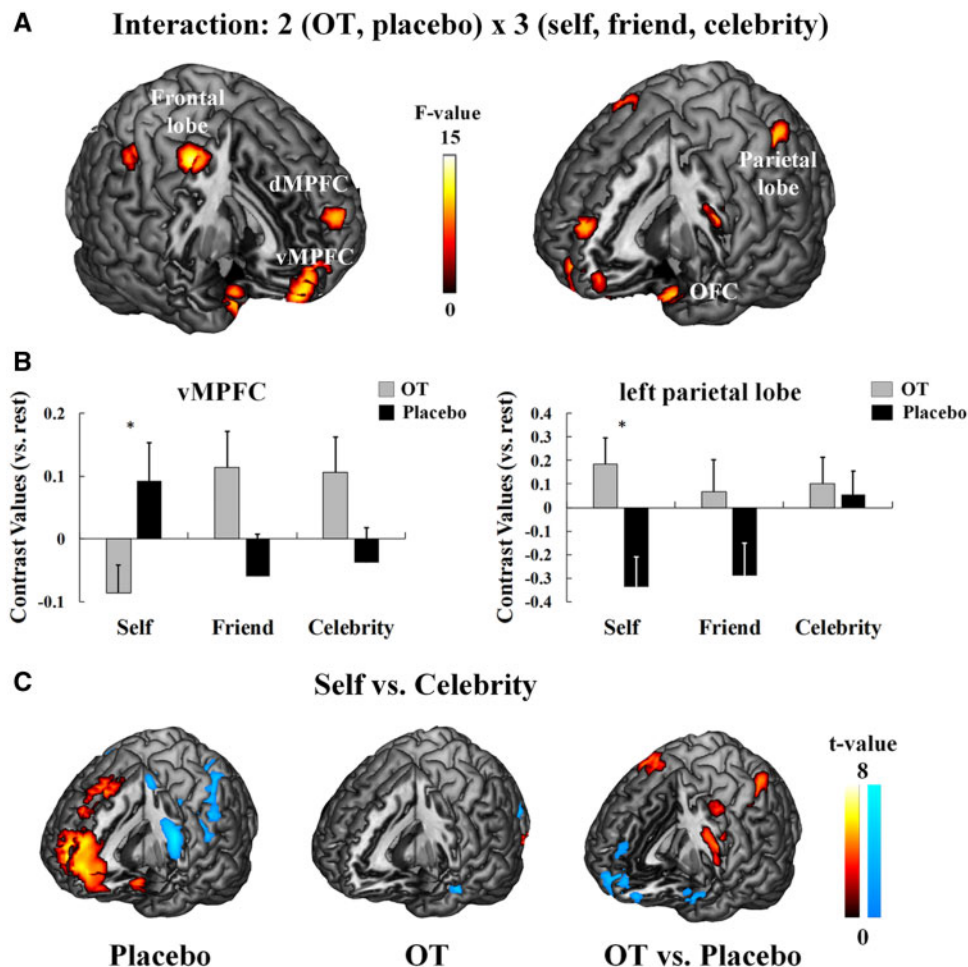 A
Interaction: 2 (OT, placebo) x 3 (self, friend, celebrity)
Frontal
lobe
dMPFC
vMPFC
F-value
15
0
Parietal
lobe
OFC
B
vMPFC
OT
Placebo
Contrast Values (vs. rest)
0.2
0.1
0
-0.1
*
Self Friend Celebrity
left parietal lobe
OT
Placebo
Contrast Values (vs. rest)
0.4
0.3
0.2
0.1
0
-0.1
-0.2
-0.3
-0.4
*
Self Friend Celebrity
C
Self vs. Celebrity
t-value
8
0
Placebo OT OT vs. Placebo